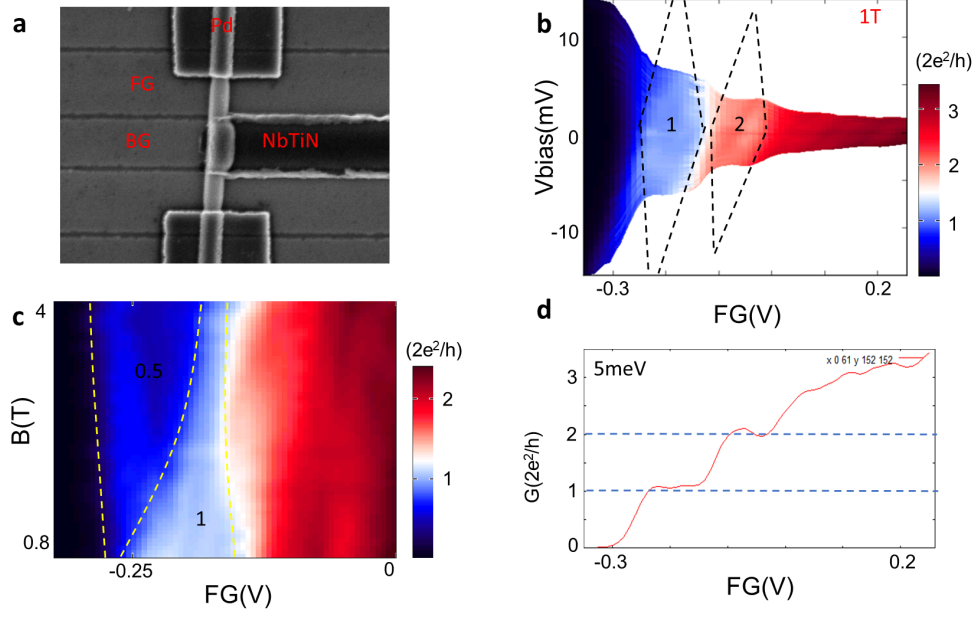 a
Pd
FG
BG
NbTiN
b
1T
10
0
-10
Vbias(mV)
1
2
-0.3
0.2
FG(V)
(2e²/h)
3
2
1
c
4
0.8
B(T)
0.5
1
-0.25
0
FG(V)
(2e²/h)
2
1
d
5meV
x 0 61 y 152 152
3
2
1
0
G(2e²/h)
-0.3
0.2
FG(V)